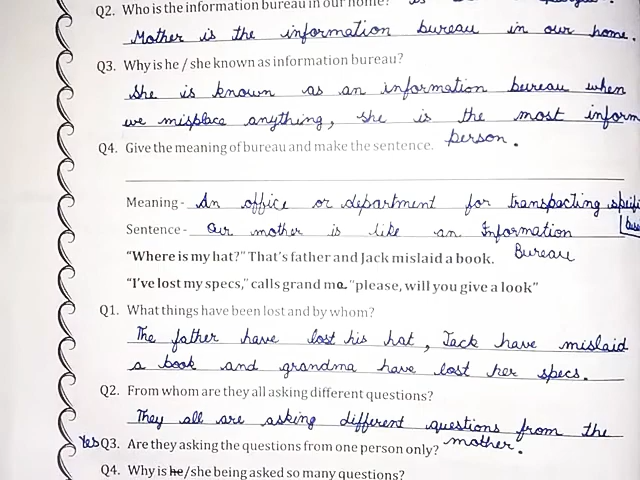 Q2. Who is the information bureau in our home?
Mother is the information bureau in our home.
Q3. Why is he / she known as information bureau?
She is known as an information bureau when
we misplace anything, she is the most inform
person.
Q4. Give the meaning of bureau and make the sentence.
Meaning - An office or department for transpacting specifi
Sentence - Our mother is like an Information
Bureau
“Where is my hat?” That’s father and Jack mislaid a book.
“I’ve lost my specs,” calls grand ma. “please, will you give a look”
Q1. What things have been lost and by whom?
The father have lost his hat, Jack have mislaid
a book and grandma have lost her specs.
Q2. From whom are they all asking different questions?
They all are asking different questions from the
mother.
Yes Q3. Are they asking the questions from one person only?
Q4. Why is he/she being asked so many questions?